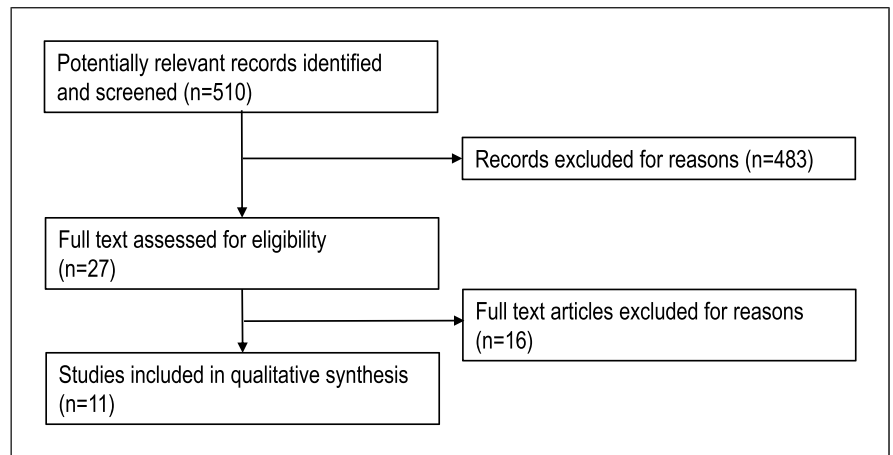 Potentially relevant records identified
and screened (n=510)
Records excluded for reasons (n=483)
Full text assessed for eligibility
(n=27)
Full text articles excluded for reasons
(n=16)
Studies included in qualitative synthesis
(n=11)